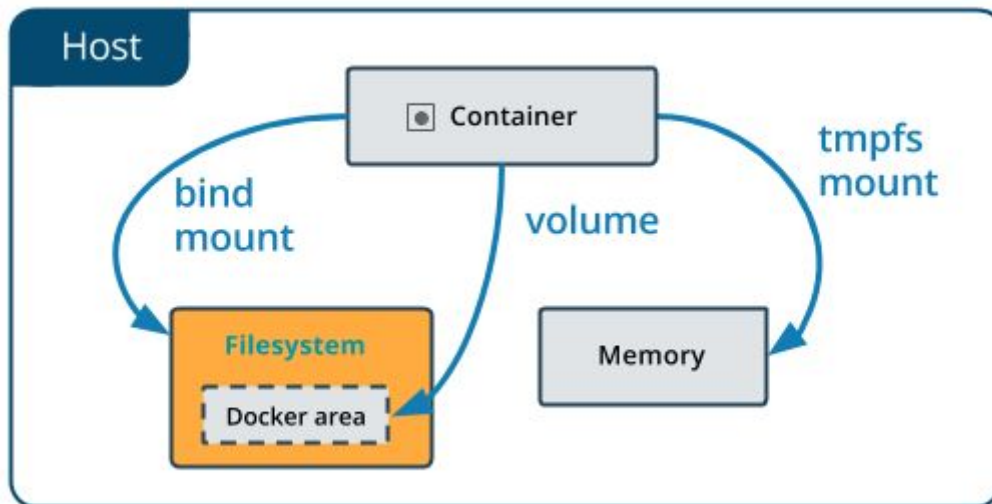 Host
Container
bind
mount
volume
tmpfs
mount
Filesystem
Docker area
Memory